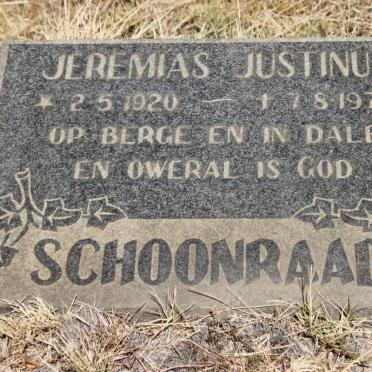 JEREMIAS JUSTINU
* 2·5·1920 — † 7·8·197
OP BERGE EN IN DALE
EN OWERAL IS GOD
SCHOONRAAD